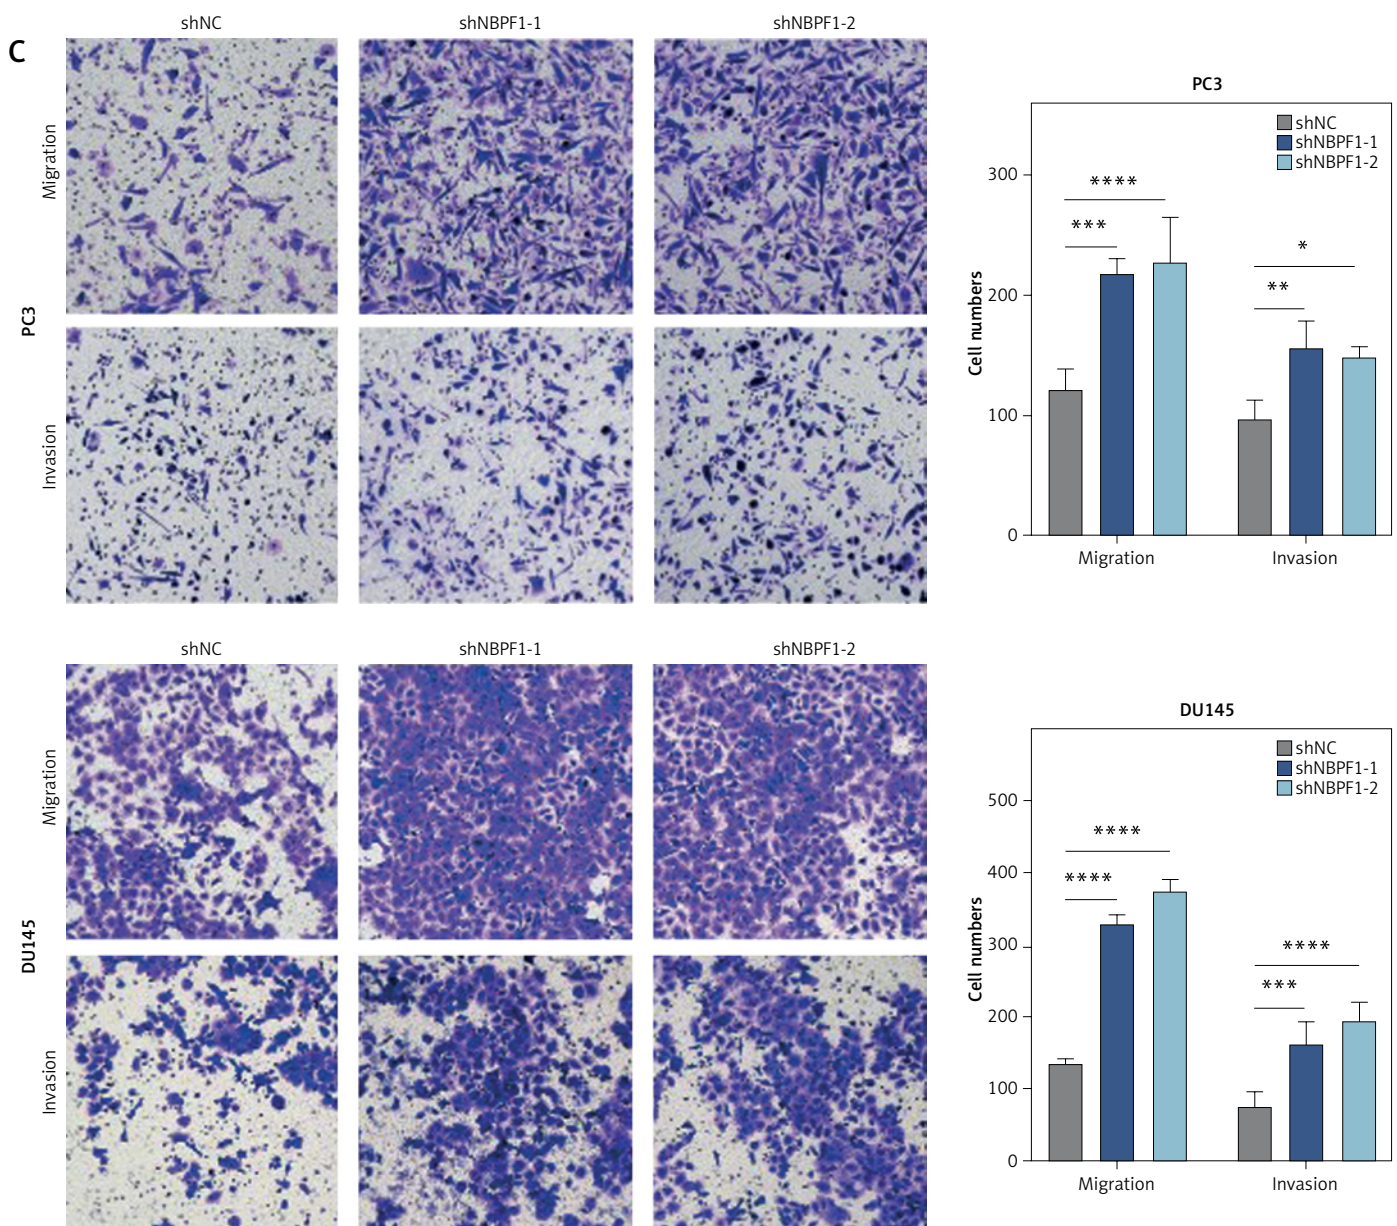 C
shNC
shNBPF1-1
shNBPF1-2
PC3
Migration
Invasion
PC3
shNC
shNBPF1-1
shNBPF1-2
Cell numbers
300
200
100
0
****
***
*
**
Migration
Invasion
shNC
shNBPF1-1
shNBPF1-2
DU145
Migration
Invasion
DU145
shNC
shNBPF1-1
shNBPF1-2
Cell numbers
500
400
300
200
100
0
****
****
****
***
Migration
Invasion